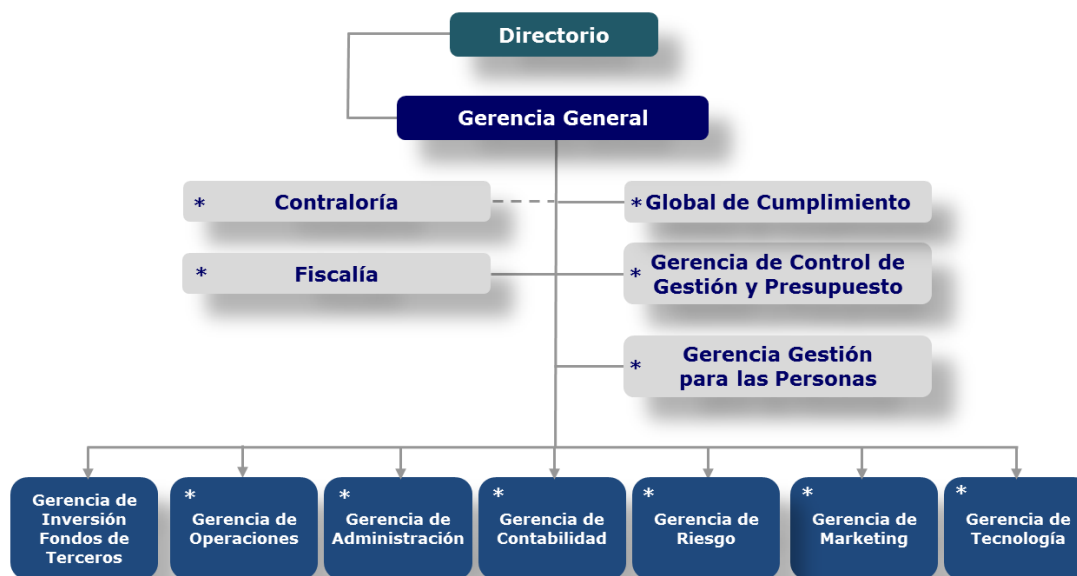 Directorio
Gerencia General
* Contraloría
* Global de Cumplimiento
* Fiscalía
* Gerencia de Control de
Gestión y Presupuesto
* Gerencia Gestión
para las Personas
Gerencia de
Inversión
Fondos de
Terceros
*
Gerencia de
Operaciones
*
Gerencia de
Administración
*
Gerencia de
Contabilidad
*
Gerencia de
Riesgo
*
Gerencia de
Marketing
*
Gerencia de
Tecnología